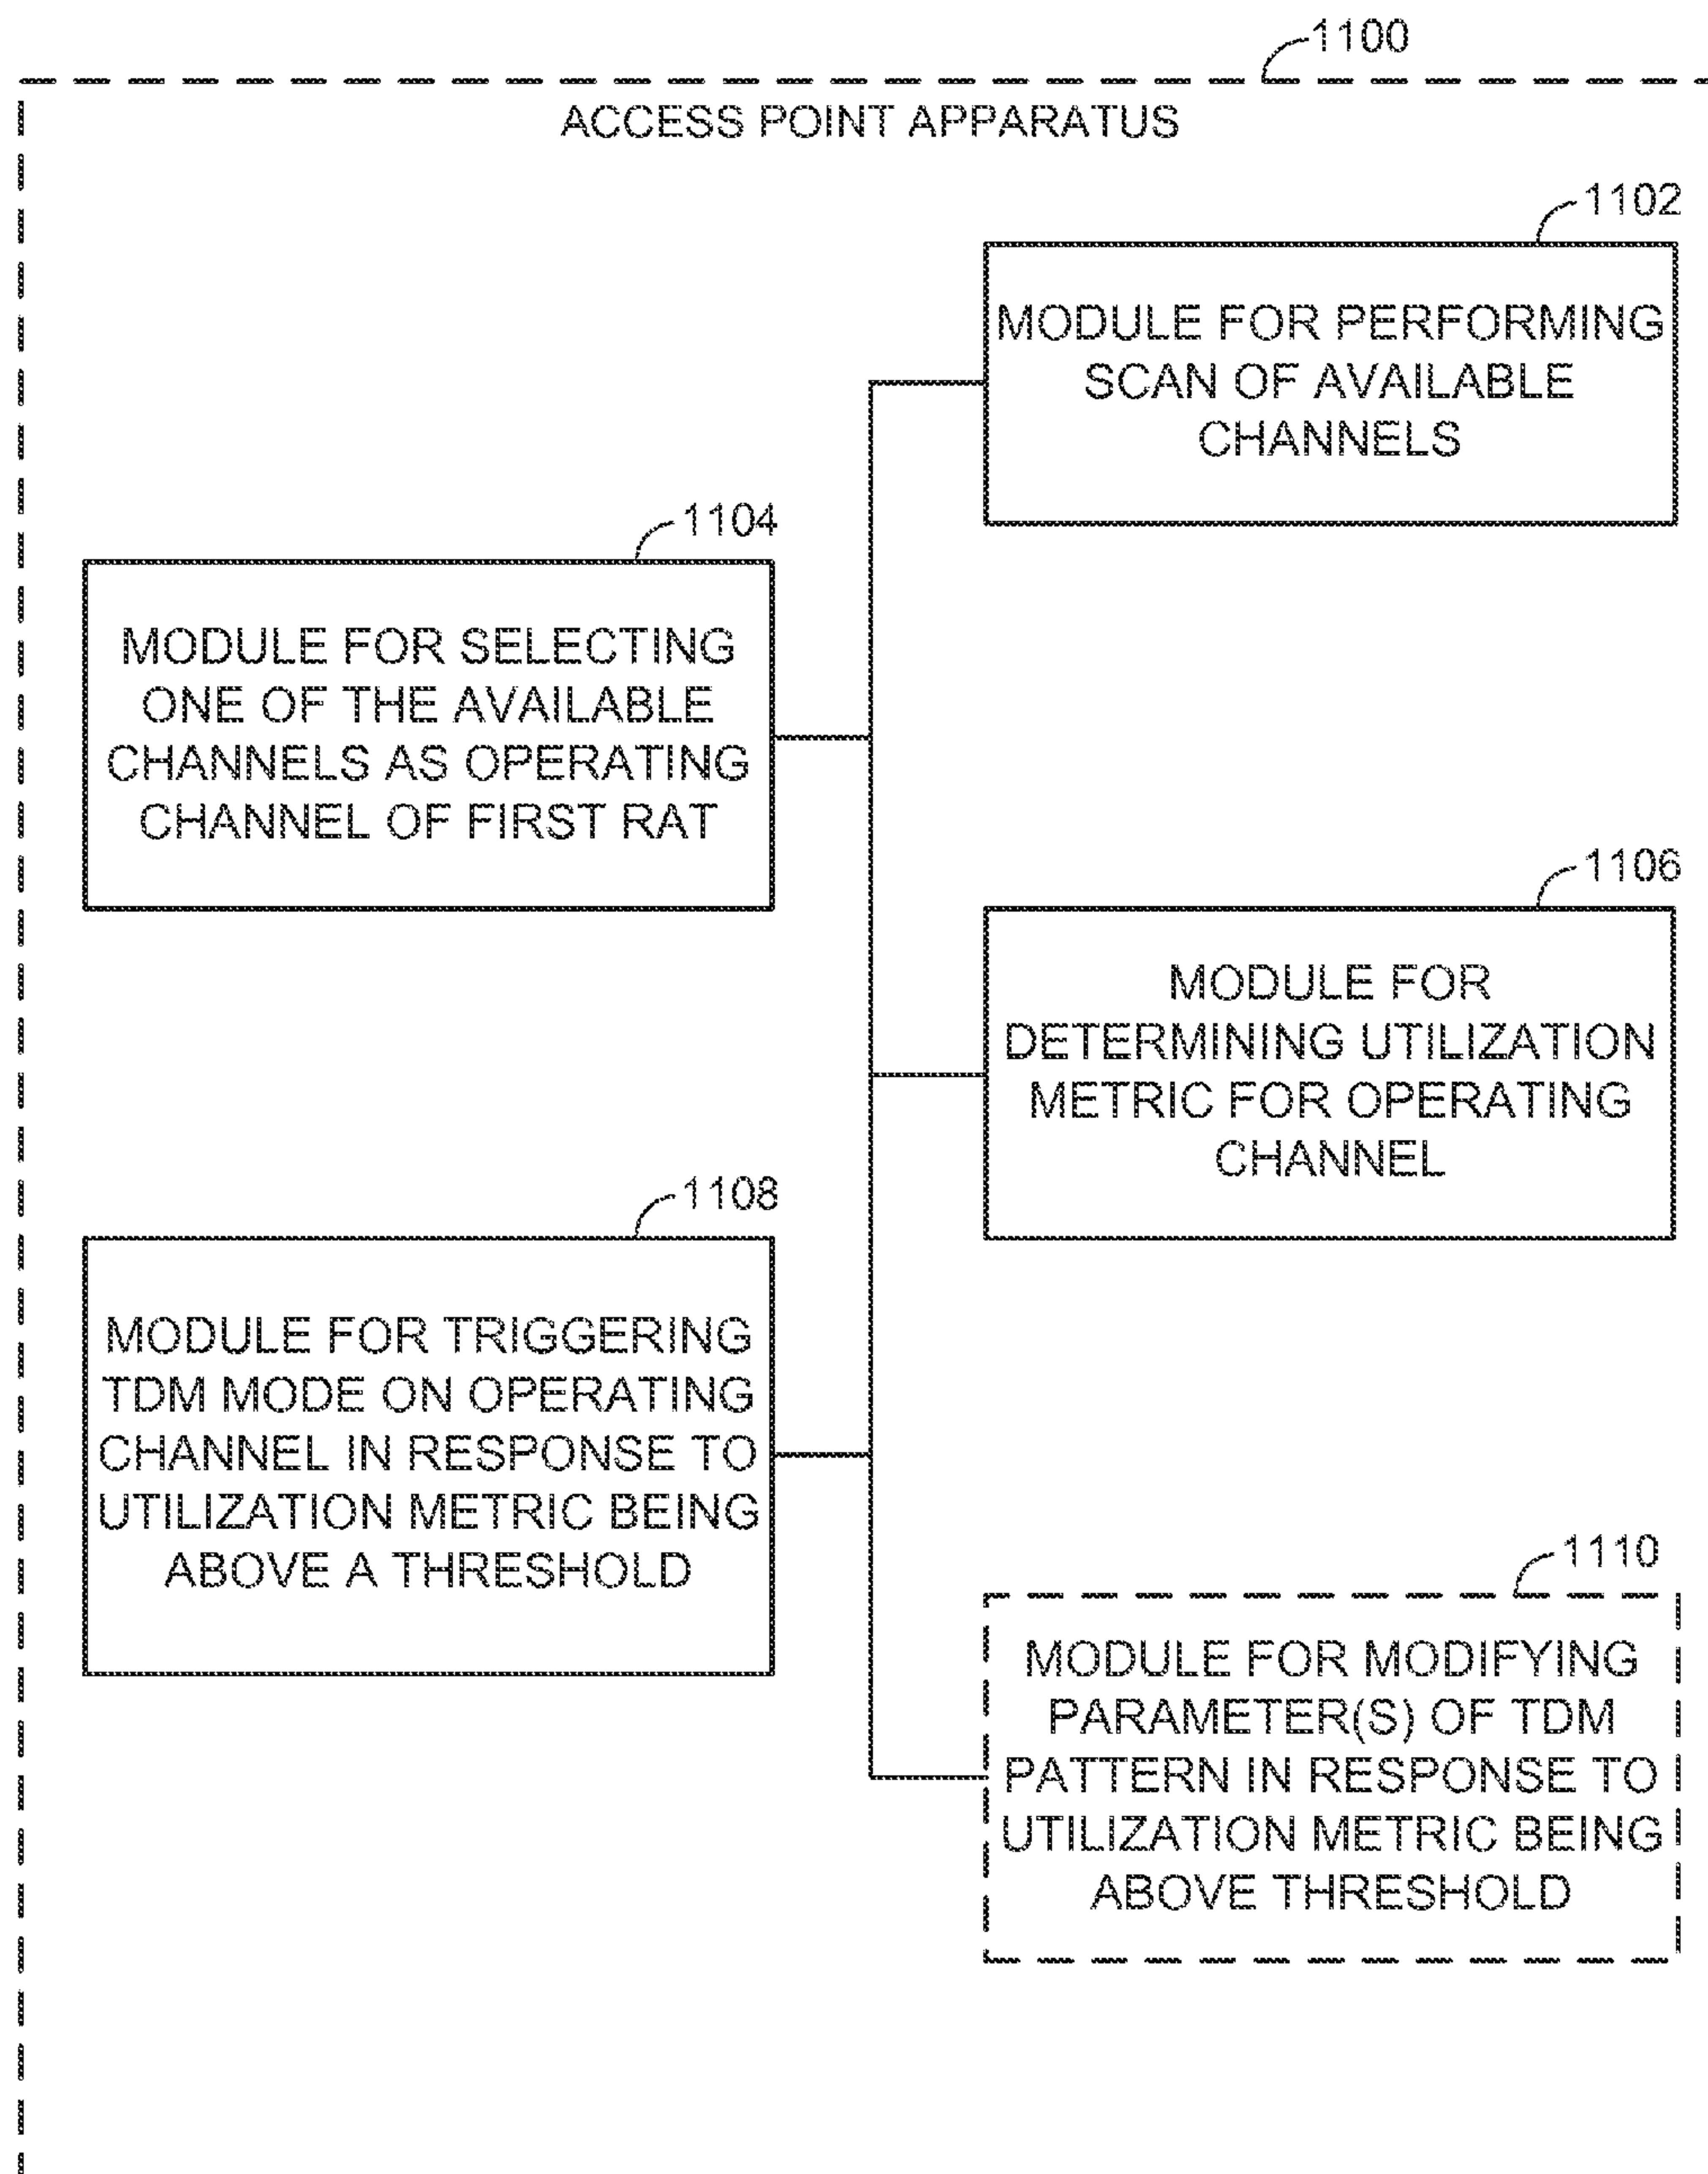 1100
ACCESS POINT APPARATUS
1102
MODULE FOR PERFORMING
SCAN OF AVAILABLE
CHANNELS
1104
MODULE FOR SELECTING
ONE OF THE AVAILABLE
CHANNELS AS OPERATING
CHANNEL OF FIRST RAT
1106
MODULE FOR
DETERMINING UTILIZATION
METRIC FOR OPERATING
CHANNEL
1108
MODULE FOR TRIGGERING
TDM MODE ON OPERATING
CHANNEL IN RESPONSE TO
UTILIZATION METRIC BEING
ABOVE A THRESHOLD
1110
MODULE FOR MODIFYING
PARAMETER(S) OF TDM
PATTERN IN RESPONSE TO
UTILIZATION METRIC BEING
ABOVE THRESHOLD